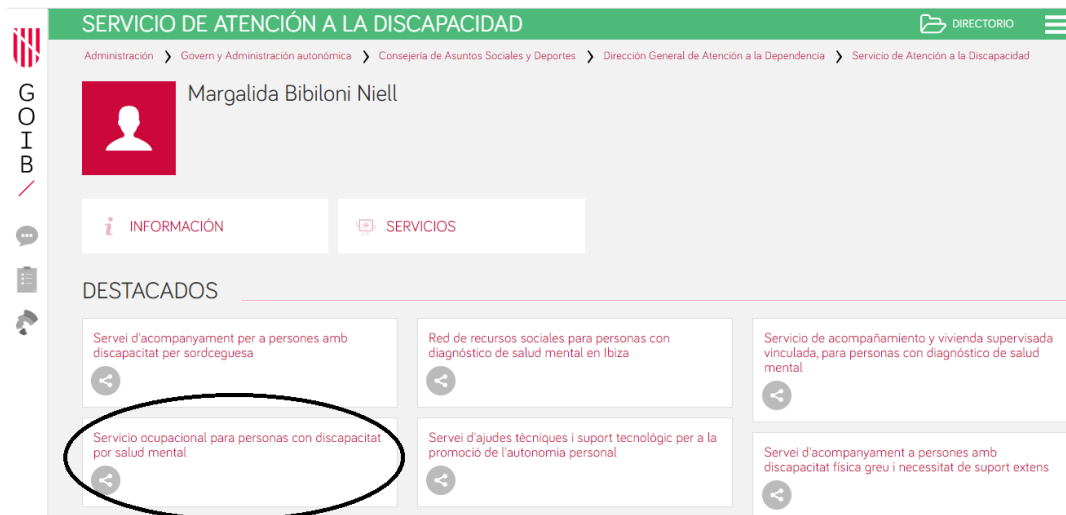 SERVICIO DE ATENCIÓN A LA DISCAPACIDAD
DIRECTORIO
Administración ❯ Govern y Administración autonómica ❯ Consejería de Asuntos Sociales y Deportes ❯ Dirección General de Atención a la Dependencia ❯ Servicio de Atención a la Discapacidad
G
O
I
B
Margalida Bibiloni Niell
i INFORMACIÓN
SERVICIOS
DESTACADOS
Servei d'acompanyament per a persones amb
discapacitat per sordceguesa
Red de recursos sociales para personas con
diagnóstico de salud mental en Ibiza
Servicio de acompañamiento y vivienda supervisada
vinculada, para personas con diagnóstico de salud
mental
Servicio ocupacional para personas con discapacitat
por salud mental
Servei d'ajudes tècniques i suport tecnològic per a la
promoció de l'autonomia personal
Servei d'acompanyament a persones amb
discapacitat física greu i necessitat de suport extens